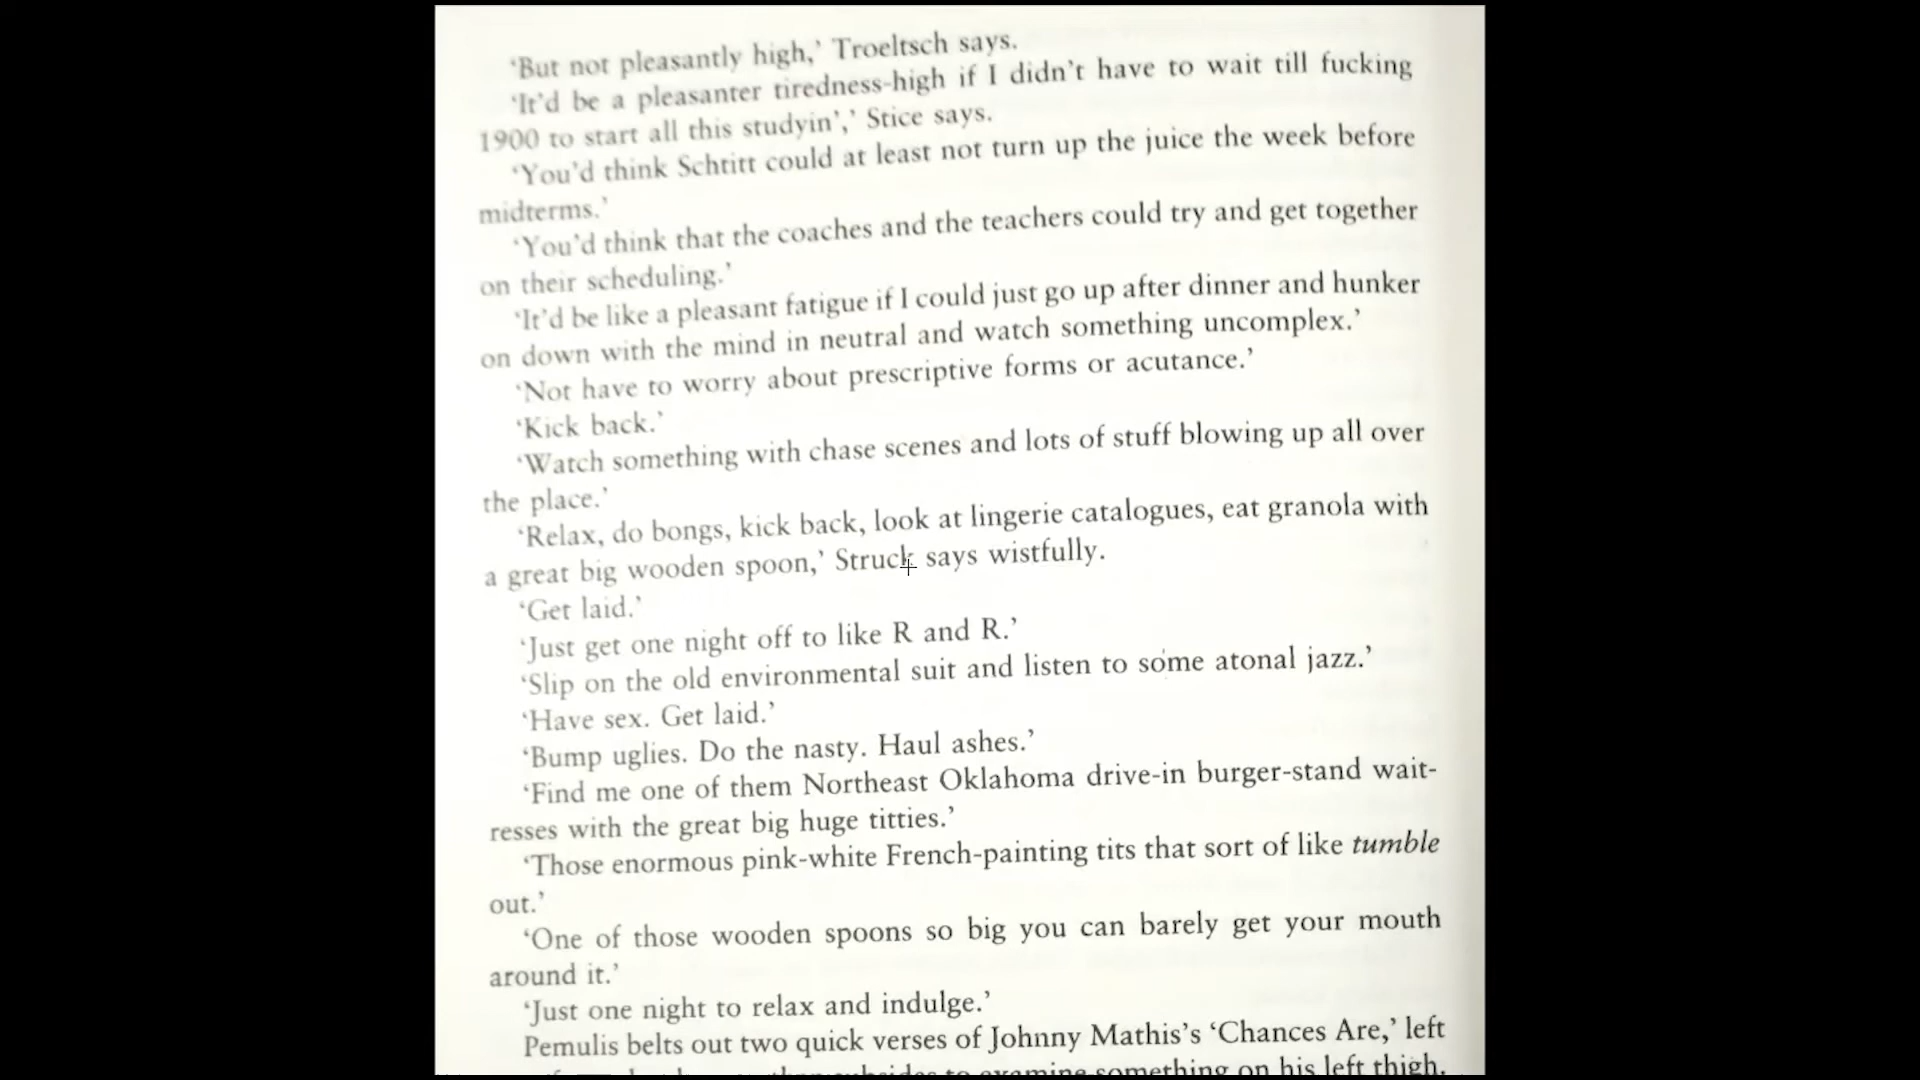 ‘But not pleasantly high,’ Troeltsch says.
‘It’d be a pleasanter tiredness-high if I didn’t have to wait till fucking
1900 to start all this studyin’,’ Stice says.
‘You’d think Schtitt could at least not turn up the juice the week before
midterms.’
‘You’d think that the coaches and the teachers could try and get together
on their scheduling.’
‘It’d be like a pleasant fatigue if I could just go up after dinner and hunker
on down with the mind in neutral and watch something uncomplex.’
‘Not have to worry about prescriptive forms or acutance.’
‘Kick back.’
‘Watch something with chase scenes and lots of stuff blowing up all over
the place.’
‘Relax, do bongs, kick back, look at lingerie catalogues, eat granola with
a great big wooden spoon,’ Struck says wistfully.
‘Get laid.’
‘Just get one night off to like R and R.’
‘Slip on the old environmental suit and listen to some atonal jazz.’
‘Have sex. Get laid.’
‘Bump uglies. Do the nasty. Haul ashes.’
‘Find me one of them Northeast Oklahoma drive-in burger-stand wait-
resses with the great big huge titties.’
‘Those enormous pink-white French-painting tits that sort of like tumble
out.’
‘One of those wooden spoons so big you can barely get your mouth
around it.’
‘Just one night to relax and indulge.’
Pemulis belts out two quick verses of Johnny Mathis’s ‘Chances Are,’ left
to examine something on his left thigh.